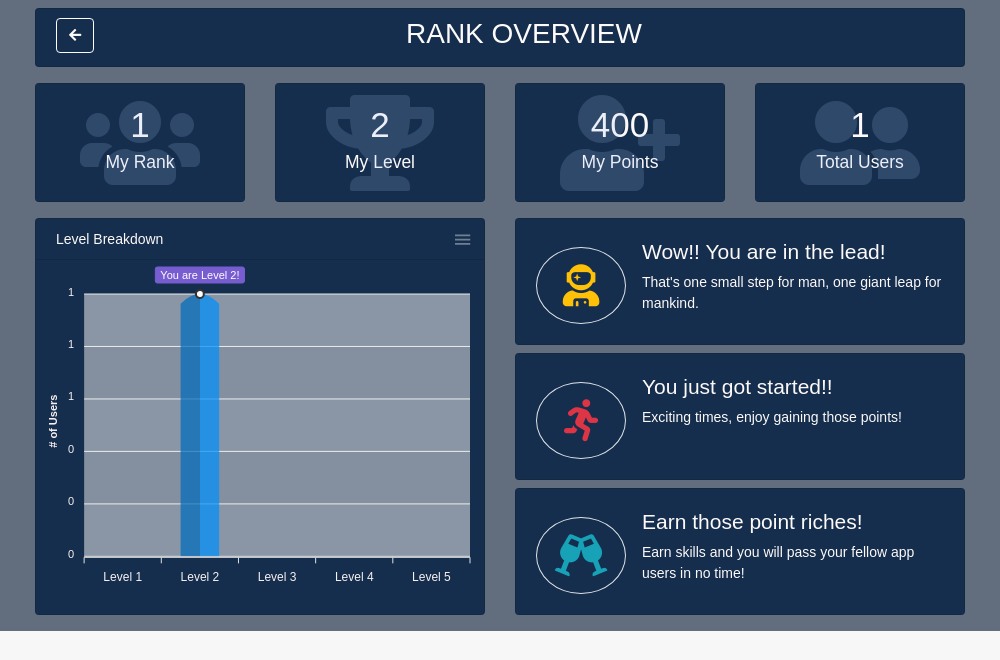 RANK OVERVIEW
1
My Rank
2
My Level
400
My Points
1
Total Users
Level Breakdown
You are Level 2!
1
1
1
0
0
0
# of Users
Level 1
Level 2
Level 3
Level 4
Level 5
Wow!! You are in the lead!
That's one small step for man, one giant leap for
mankind.
You just got started!!
Exciting times, enjoy gaining those points!
Earn those point riches!
Earn skills and you will pass your fellow app
users in no time!